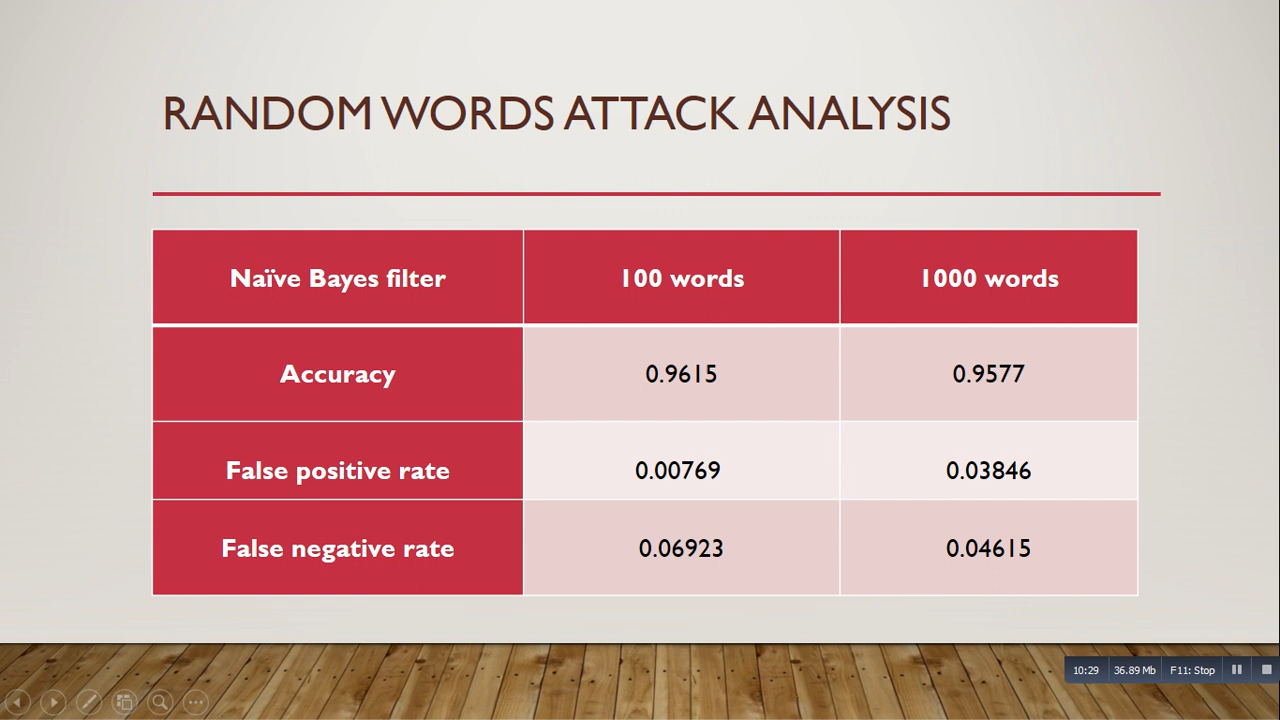 RANDOM WORDS ATTACK ANALYSIS
Naïve Bayes filter 100 words 1000 words
Accuracy 0.9615 0.9577
False positive rate 0.00769 0.03846
False negative rate 0.06923 0.04615
10:29 36.89 Mb F11: Stop